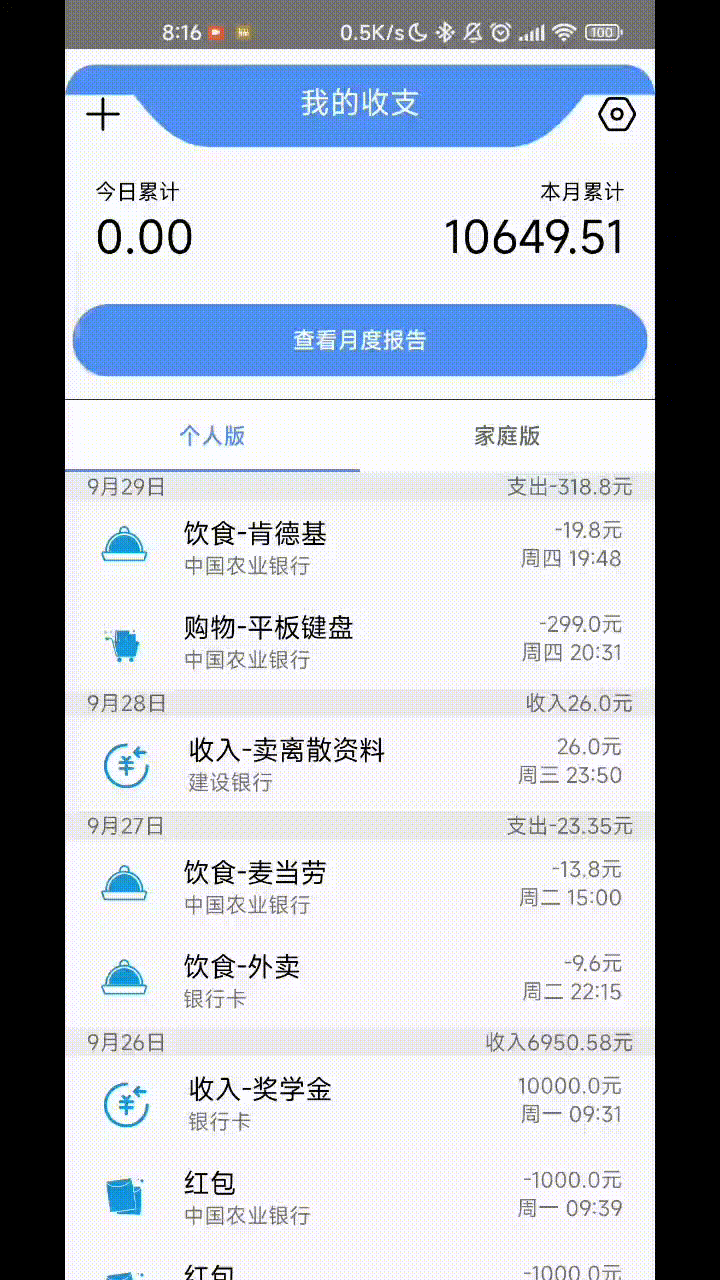 8:16 0.5K/s 100
我的收支
今日累计 本月累计
0.00 10649.51
查看月度报告
个人版 家庭版
9月29日 支出-318.8元
饮食-肯德基 -19.8元
中国农业银行 周四 19:48
购物-平板键盘 -299.0元
中国农业银行 周四 20:31
9月28日 收入26.0元
收入-卖离散资料 26.0元
建设银行 周三 23:50
9月27日 支出-23.35元
饮食-麦当劳 -13.8元
中国农业银行 周二 15:00
饮食-外卖 -9.6元
银行卡 周二 22:15
9月26日 收入6950.58元
收入-奖学金 10000.0元
银行卡 周一 09:31
红包 -1000.0元
中国农业银行 周一 09:39
红包 -1000.0元